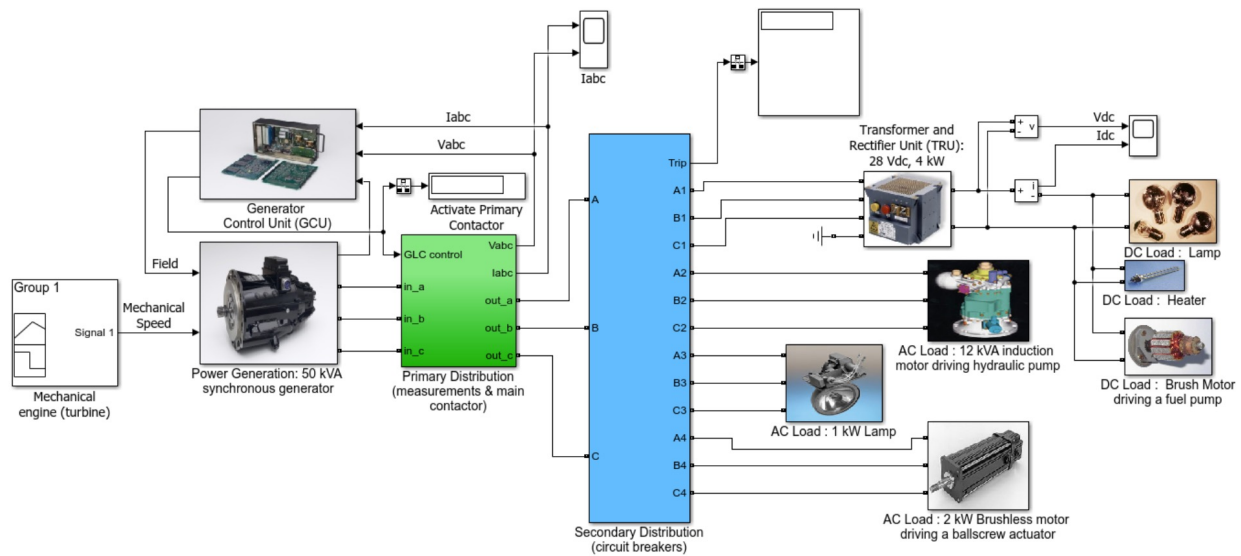 Iabc
Iabc
Vabc
Generator
Control Unit (GCU)
Activate Primary
Contactor
Field
Group 1
Signal 1
Mechanical
Speed
Mechanical
engine (turbine)
Power Generation: 50 kVA
synchronous generator
GLC control
Vabc
Iabc
in_a
out_a
in_b
out_b
in_c
out_c
Primary Distribution
(measurements & main
contactor)
A
B
C
Trip
A1
B1
C1
A2
B2
C2
A3
B3
C3
A4
B4
C4
Secondary Distribution
(circuit breakers)
Transformer and
Rectifier Unit (TRU):
28 Vdc, 4 kW
+
-
v
Vdc
Idc
+
i
-
DC Load : Lamp
DC Load : Heater
DC Load : Brush Motor
driving a fuel pump
AC Load : 12 kVA induction
motor driving hydraulic pump
AC Load : 1 kW Lamp
AC Load : 2 kW Brushless motor
driving a ballscrew actuator